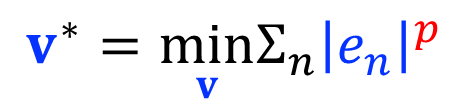 v* = min Σₙ|eₙ|ᵖ
v